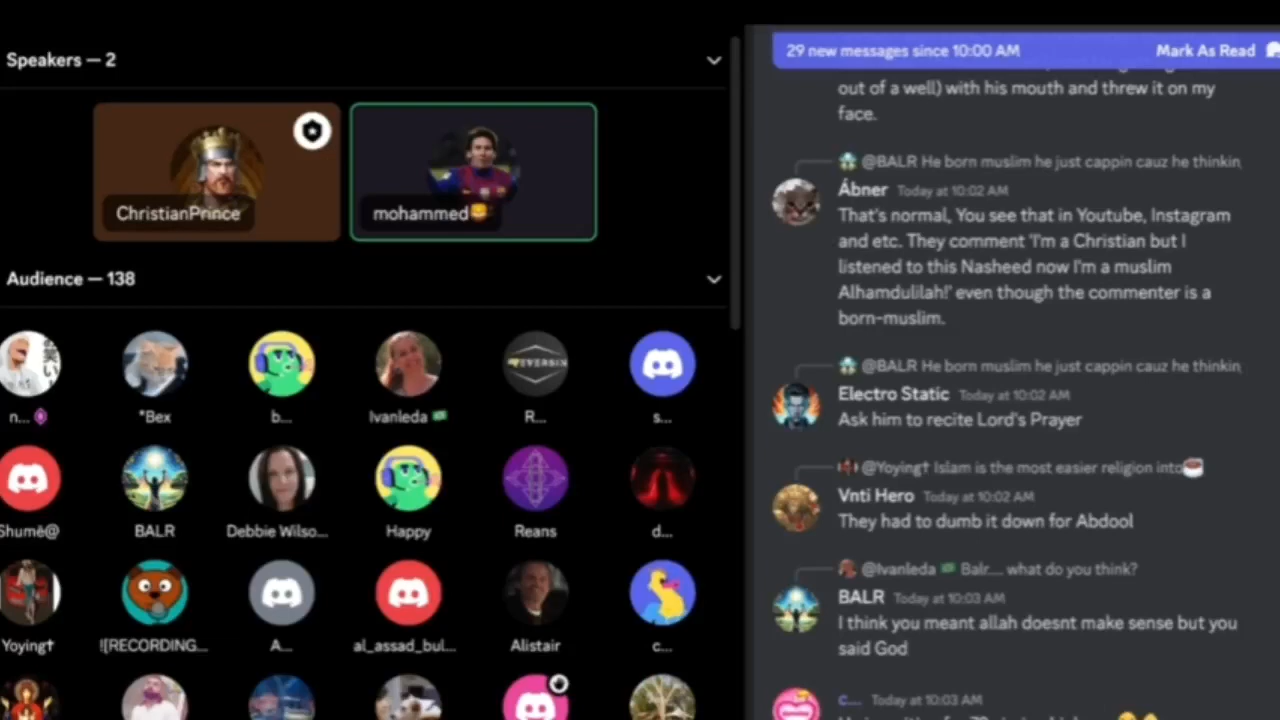 Speakers — 2
ChristianPrince
mohammed
Audience — 138
n...
*Bex
b...
Ivanleda
R...
s...
Shumë@
BALR
Debbie Wilso...
Happy
Reans
d...
Yoying†
![RECORDING...
A...
al_assad_bul...
Alistair
c...
29 new messages since 10:00 AM
Mark As Read
out of a well) with his mouth and threw it on my
face.
@BALR He born muslim he just cappin cauz he thinkin
Ábner Today at 10:02 AM
That's normal, You see that in Youtube, Instagram
and etc. They comment 'I'm a Christian but I
listened to this Nasheed now I'm a muslim
Alhamdulilah!' even though the commenter is a
born-muslim.
@BALR He born muslim he just cappin cauz he thinkin
Electro Static Today at 10:02 AM
Ask him to recite Lord's Prayer
@Yoying† Islam is the most easier religion into
Vnti Hero Today at 10:02 AM
They had to dumb it down for Abdool
@Ivanleda Balr.... what do you think?
BALR Today at 10:03 AM
I think you meant allah doesnt make sense but you
said God
c... Today at 10:03 AM